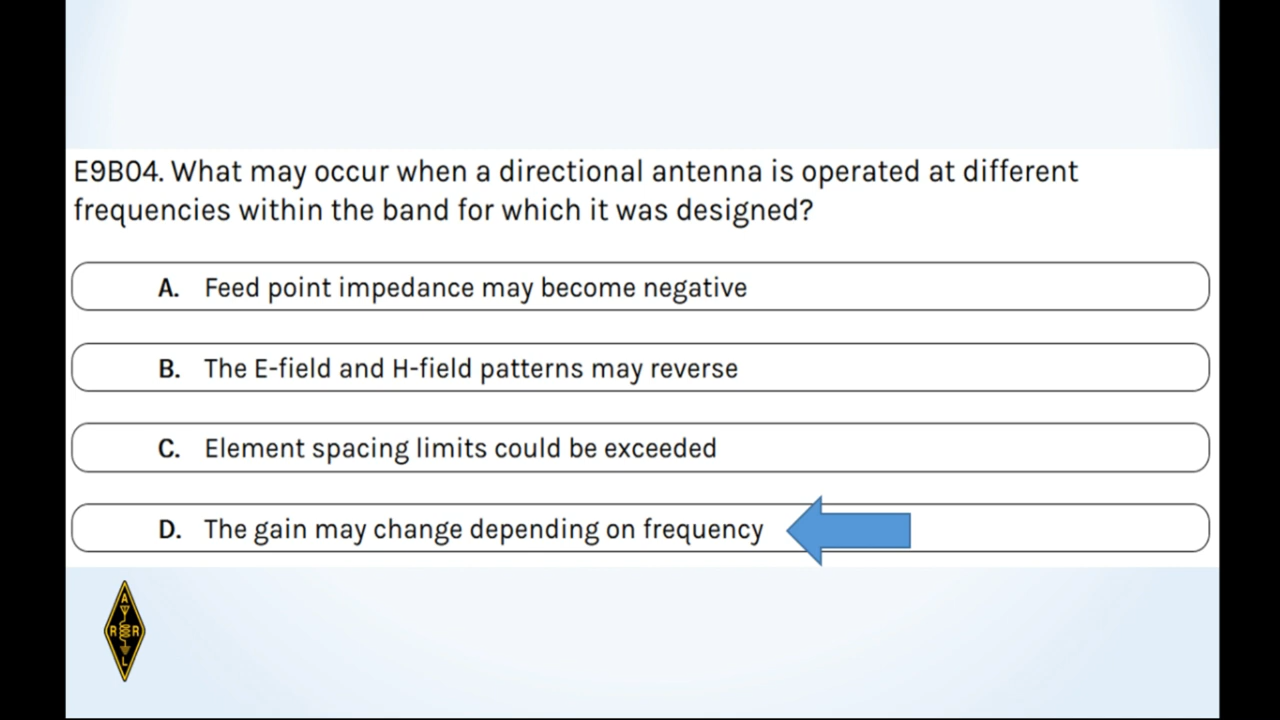 E9B04. What may occur when a directional antenna is operated at different
frequencies within the band for which it was designed?
A. Feed point impedance may become negative
B. The E-field and H-field patterns may reverse
C. Element spacing limits could be exceeded
D. The gain may change depending on frequency
A
R R
L